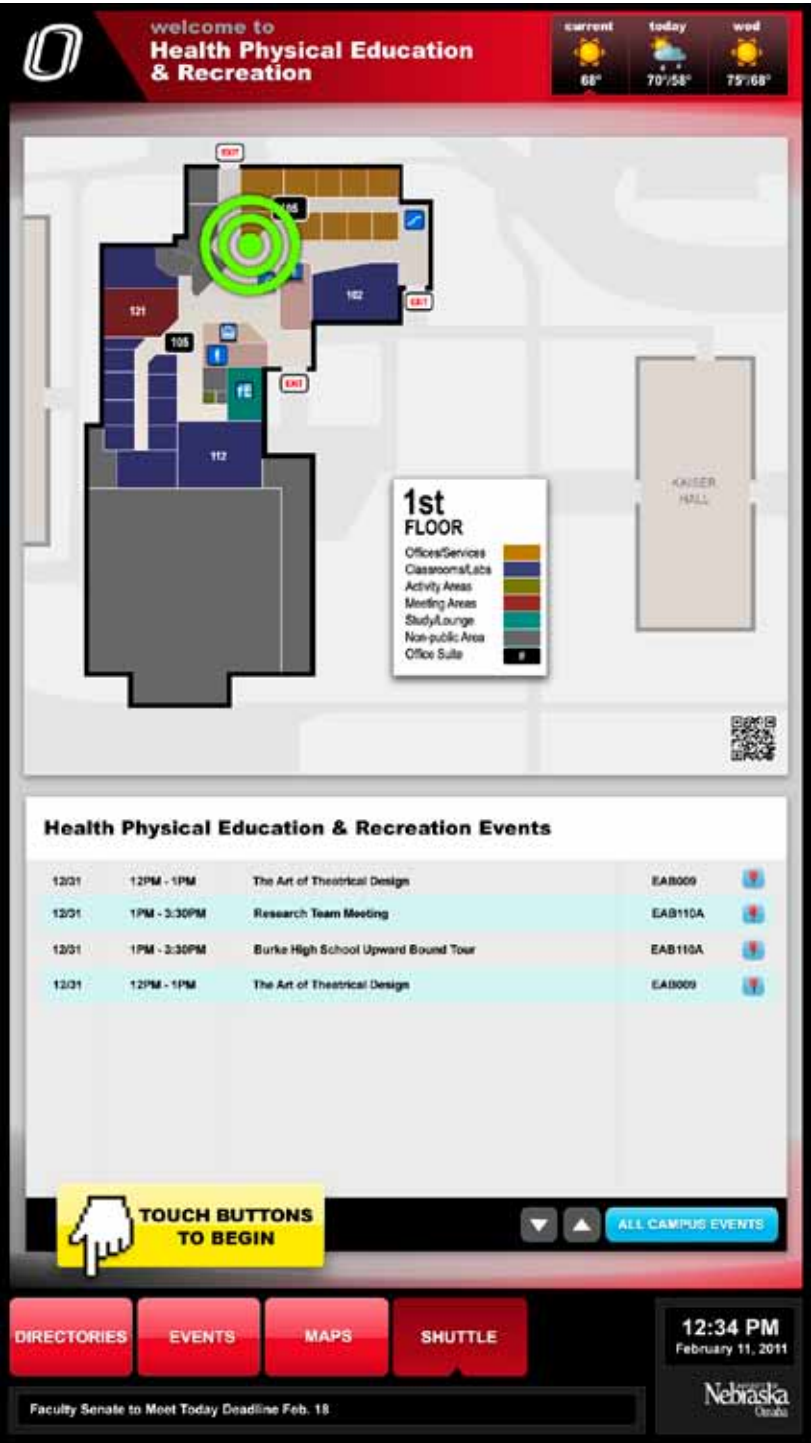 O
welcome to
Health Physical Education
& Recreation
current today wed
68° 70°/58° 75°/68°
EXIT
105
102
EXIT
121
105
EXIT
112
KAISER
HALL
1st
FLOOR
Offices/Services
Classrooms/Labs
Activity Areas
Meeting Areas
Study/Lounge
Non-public Area
Office Suite #
Health Physical Education & Recreation Events
12/31 12PM - 1PM The Art of Theatrical Design EAB009
12/31 1PM - 3:30PM Research Team Meeting EAB110A
12/31 1PM - 3:30PM Burke High School Upward Bound Tour EAB110A
12/31 12PM - 1PM The Art of Theatrical Design EAB009
TOUCH BUTTONS
TO BEGIN
ALL CAMPUS EVENTS
DIRECTORIES EVENTS MAPS SHUTTLE
12:34 PM
February 11, 2011
Nebraska
Omaha
Faculty Senate to Meet Today Deadline Feb. 18